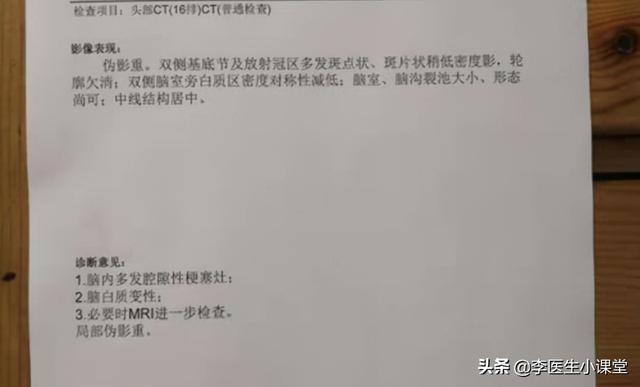 检查项目：头部CT(16排)CT(普通检查)
影像表现：
伪影重。双侧基底节及放射冠区多发斑点状、斑片状稍低密度影，轮
廓欠清；双侧脑室旁白质区密度对称性减低；脑室、脑沟裂池大小、形态
尚可；中线结构居中。
诊断意见：
1.脑内多发腔隙性梗塞灶；
2.脑白质变性；
3.必要时MRI进一步检查。
局部伪影重。
头条@李医生小课堂